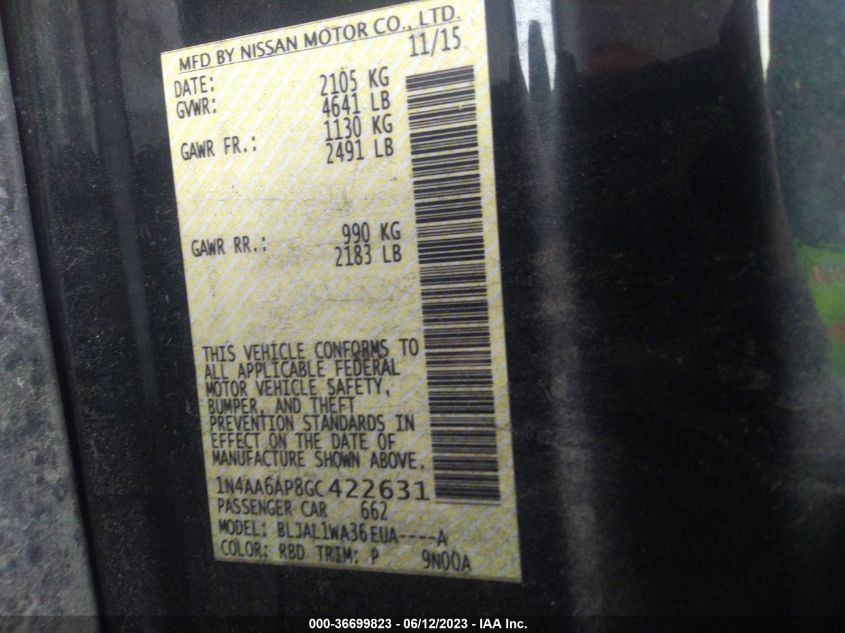 MFD BY NISSAN MOTOR CO., LTD.
DATE: 11/15
GVWR: 2105 KG
4641 LB
GAWR FR.: 1130 KG
2491 LB
GAWR RR.: 990 KG
2183 LB
THIS VEHICLE CONFORMS TO
ALL APPLICABLE FEDERAL
MOTOR VEHICLE SAFETY,
BUMPER, AND THEFT
PREVENTION STANDARDS IN
EFFECT ON THE DATE OF
MANUFACTURE SHOWN ABOVE.
1N4AA6AP8GC422631
PASSENGER CAR 662
MODEL: BLJAL1WA36EUA----A
COLOR: RBD TRIM: P 9N00A
000-36699823 - 06/12/2023 - IAA Inc.